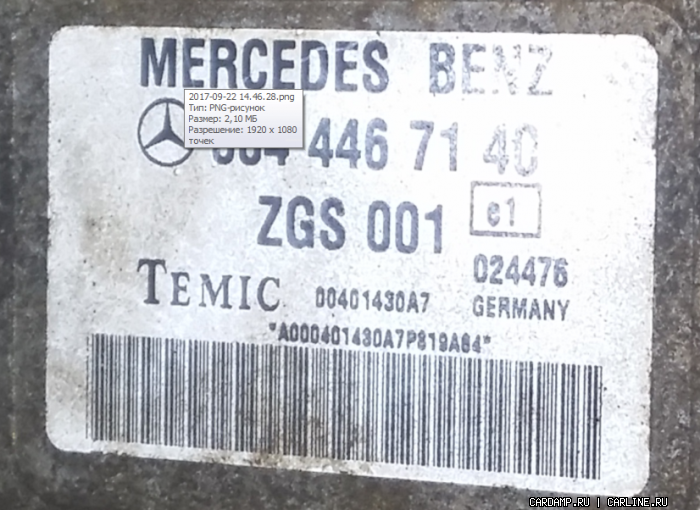 MERCEDES BENZ
2017-09-22 14.46.28.png
Тип: PNG-рисунок
Размер: 2,10 МБ
Разрешение: 1920 x 1080
точек
446 71 40
ZGS 001 e1
024476
TEMIC 00401430A7 GERMANY
*A000401430A7P819A64*
CARDAMP.RU | CARLINE.RU